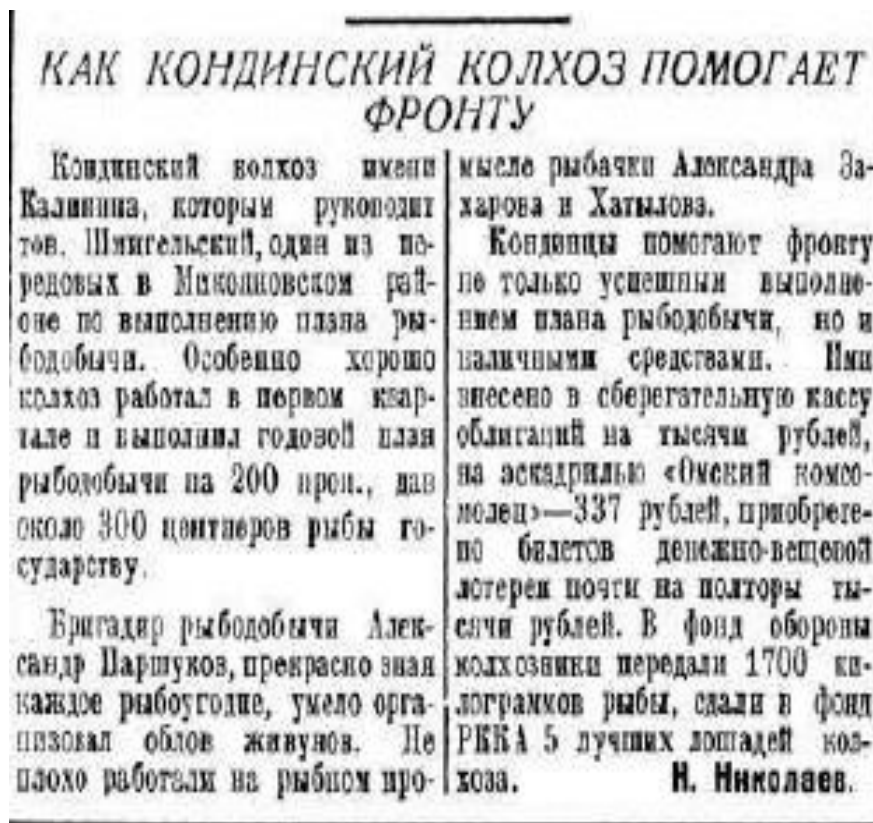 КАК КОНДИНСКИЙ КОЛХОЗ ПОМОГАЕТ
ФРОНТУ
Кондинский колхоз имени
Калинина, которым руководит
тов. Шмигельский, один из пе-
редовых в Микояновском рай-
оне по выполнению плана ры-
бодобычи. Особенно хорошо
колхоз работал в первом квар-
тале и выполнил годовой план
рыбодобычи на 200 проц., дав
около 300 центнеров рыбы го-
сударству.
Бригадир рыбодобычи Алек-
сандр Паршуков, прекрасно зная
каждое рыбоугодие, умело орга-
низовал облов живунов. Не
плохо работали на рыбном про-
мысле рыбачки Александра За-
харова и Хатылова.
Кондинцы помогают фронту
не только успешным выполне-
нием плана рыбодобычи, но и
наличными средствами. Ими
внесено в сберегательную кассу
облигаций на тысячи рублей,
на эскадрилью «Омский комсо-
молец»—337 рублей, приобрете-
но билетов денежно-вещевой
лотереи почти на полторы ты-
сячи рублей. В фонд обороны
колхозники передали 1700 ки-
лограммов рыбы, сдали в фонд
РККА 5 лучших лошадей кол-
хоза. Н. Николаев.